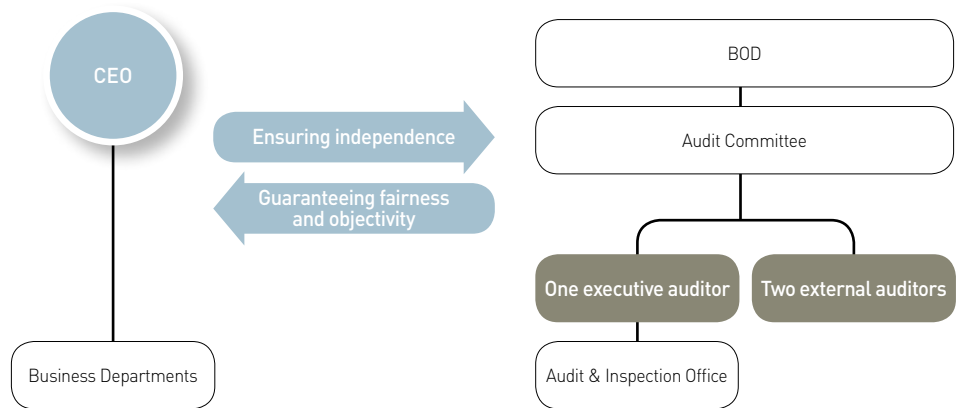 CEO
BOD
Ensuring independence
Audit Committee
Guaranteeing fairness
and objectivity
One executive auditor
Two external auditors
Business Departments
Audit & Inspection Office